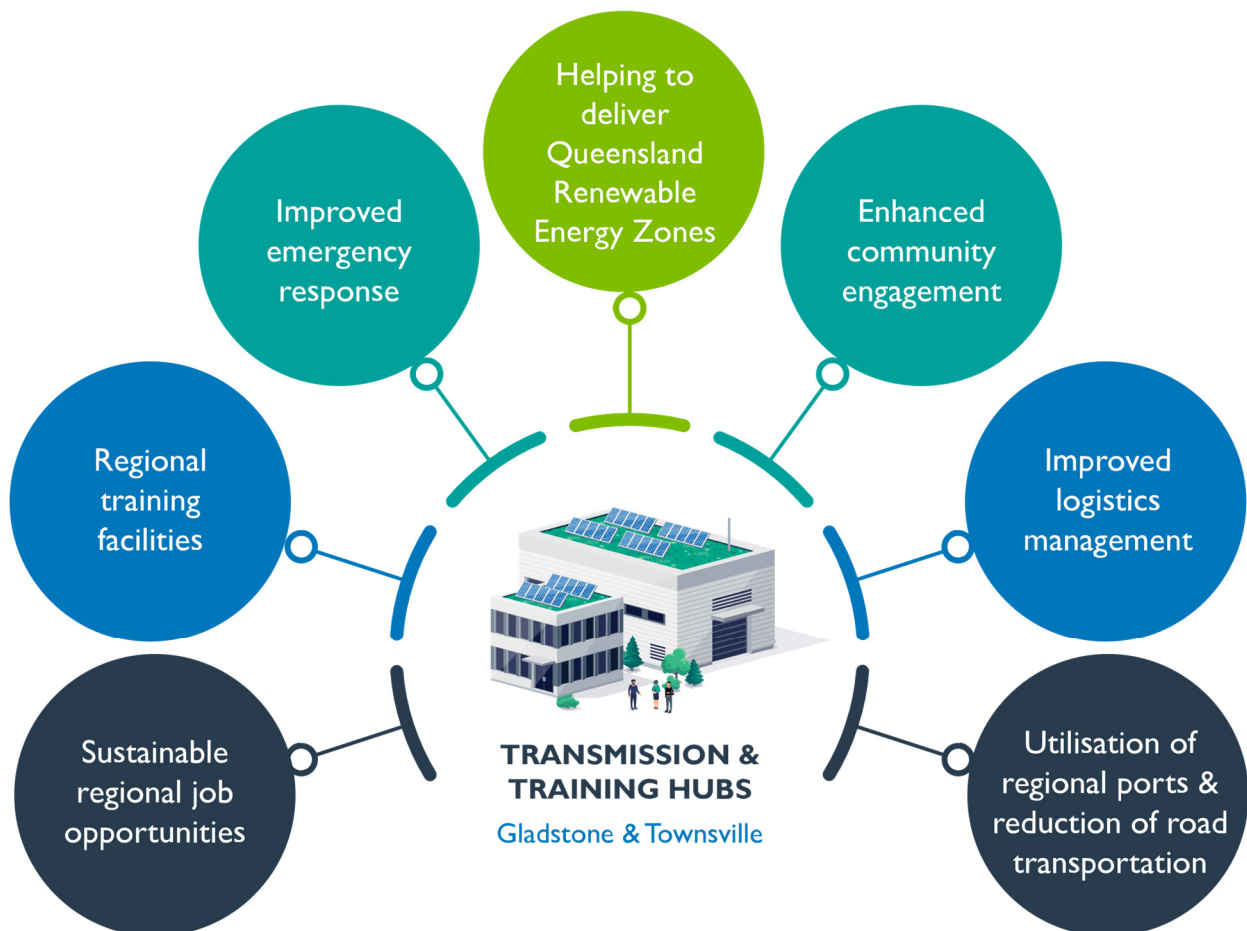 Helping to
deliver
Queensland
Renewable
Energy Zones
Improved
emergency
response
Enhanced
community
engagement
Regional
training
facilities
Improved
logistics
management
Sustainable
regional job
opportunities
TRANSMISSION &
TRAINING HUBS
Gladstone & Townsville
Utilisation of
regional ports &
reduction of road
transportation